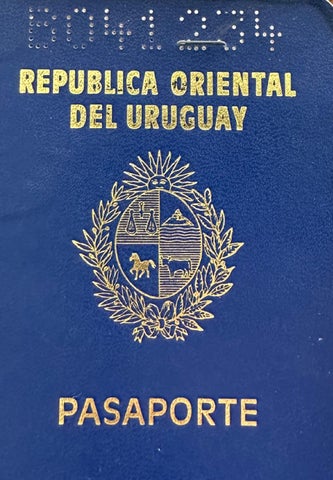 REPUBLICA ORIENTAL
DEL URUGUAY
PASAPORTE